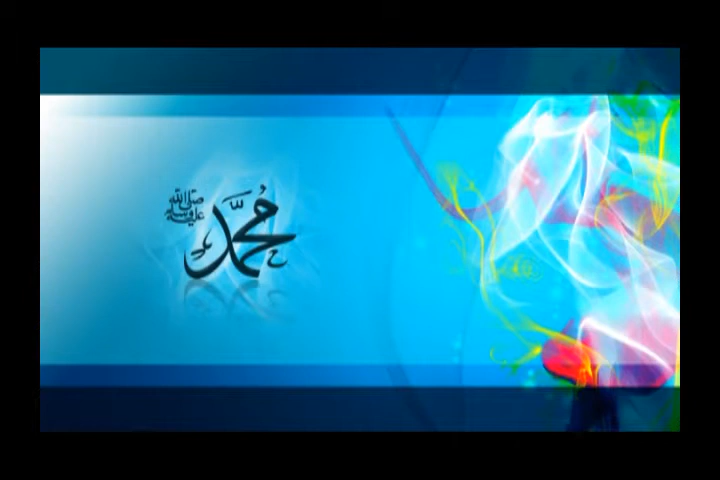 محمد
صلى الله
عليه وسلم